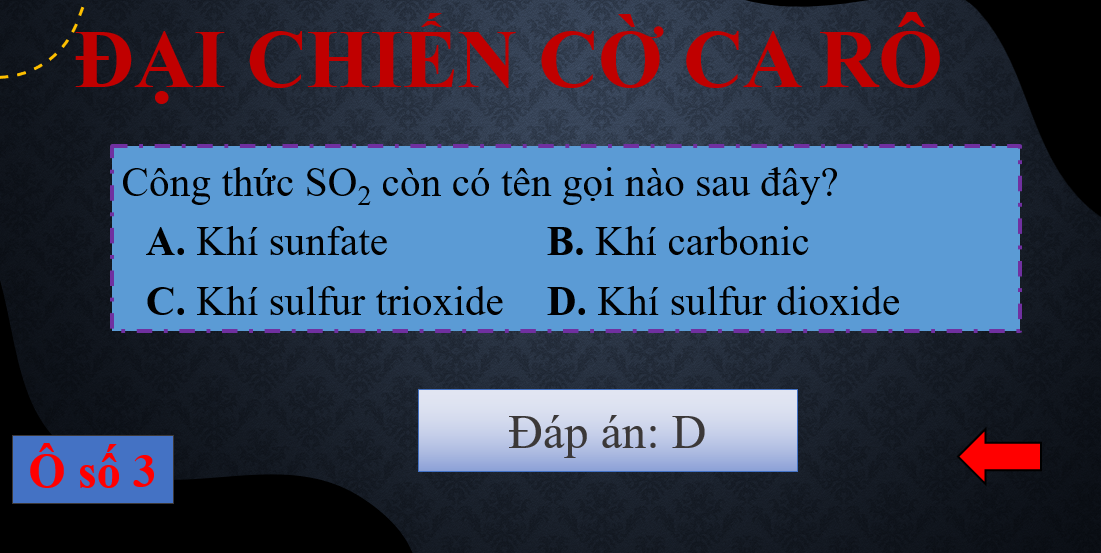 ĐẠI CHIẾN CỜ CA RÔ
Công thức SO₂ còn có tên gọi nào sau đây?
A. Khí sunfate B. Khí carbonic
C. Khí sulfur trioxide D. Khí sulfur dioxide
Đáp án: D
Ô số 3